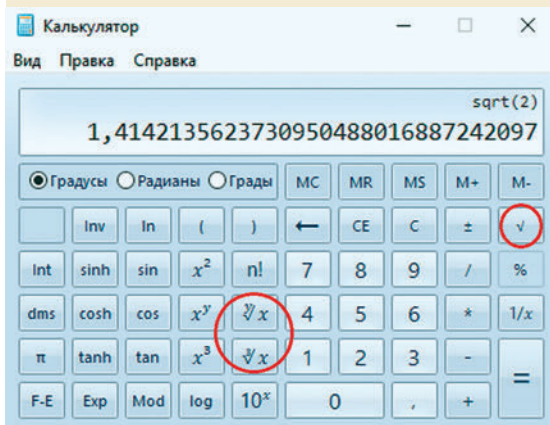 Калькулятор
Вид Правка Справка
sqrt(2)
1,4142135623730950488016887242097
Градусы Радианы Грады MC MR MS M+ M-
Inv ln ( ) ← CE C ± √
Int sinh sin x² n! 7 8 9 / %
dms cosh cos xʸ ʸ√x 4 5 6 * 1/x
π tanh tan x³ ³√x 1 2 3 - =
F-E Exp Mod log 10ˣ 0 , +